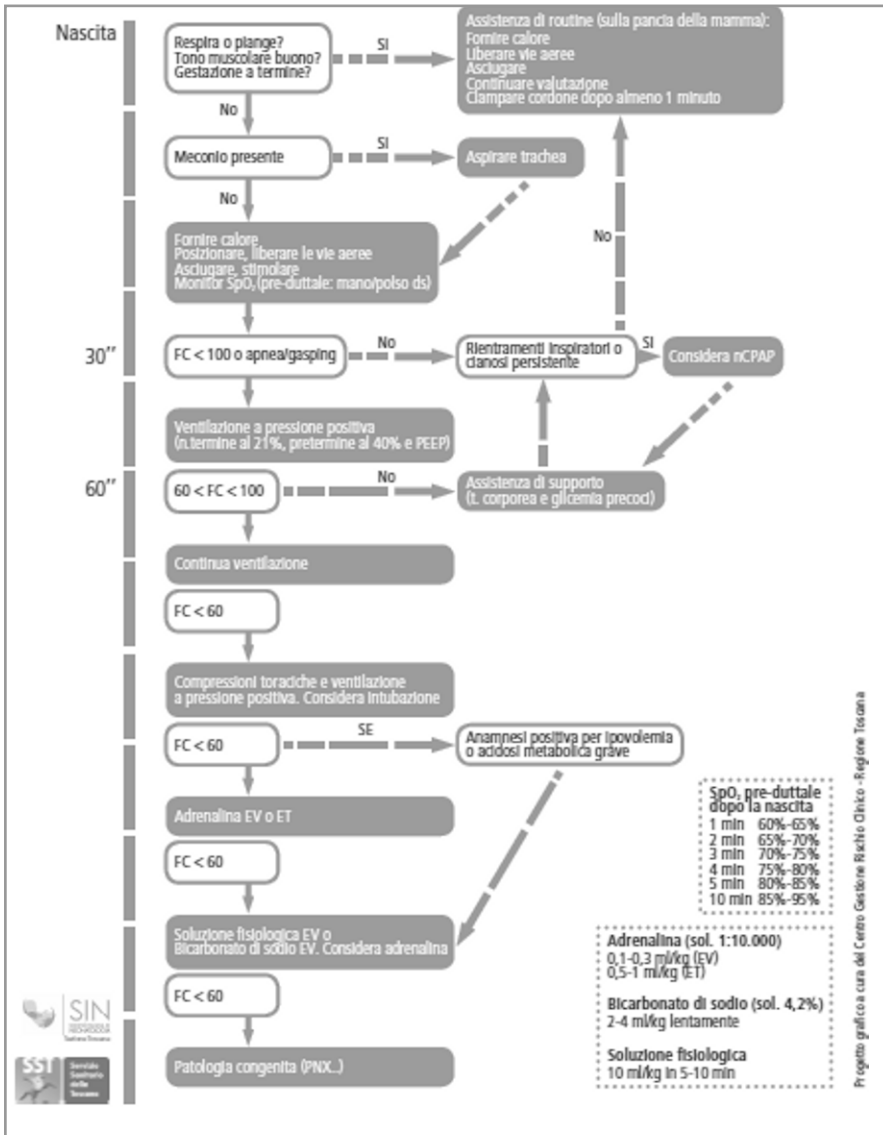 Nascita
Respira o piange?
Tono muscolare buono?
Gestazione a termine?
SI
Assistenza di routine (sulla pancia della mamma):
Fornire calore
Liberare vie aeree
Asciugare
Continuare valutazione
Clampare cordone dopo almeno 1 minuto
No
Meconio presente
SI
Aspirare trachea
No
Fornire calore
Posizionare, liberare le vie aeree
Asciugare, stimolare
Monitor SpO₂ (pre-duttale: mano/polso ds)
No
30’’
FC < 100 o apnea/gasping
No
Rientramenti inspiratori o
cianosi persistente
SI
Considera nCPAP
Ventilazione a pressione positiva
(n.termine al 21%, pretermine al 40% e PEEP)
60’’
60 < FC < 100
No
Assistenza di supporto
(t. corporea e glicemia precoci)
Continua ventilazione
FC < 60
Compressioni toraciche e ventilazione
a pressione positiva. Considera intubazione
FC < 60
SE
Anamnesi positiva per ipovolemia
o acidosi metabolica grave
Adrenalina EV o ET
FC < 60
Soluzione fisiologica EV o
Bicarbonato di sodio EV. Considera adrenalina
FC < 60
Patologia congenita (PNX...)
SpO₂ pre-duttale
dopo la nascita
1 min 60%-65%
2 min 65%-70%
3 min 70%-75%
4 min 75%-80%
5 min 80%-85%
10 min 85%-95%
Adrenalina (sol. 1:10.000)
0,1-0,3 ml/kg (EV)
0,5-1 ml/kg (ET)
Bicarbonato di sodio (sol. 4,2%)
2-4 ml/kg lentamente
Soluzione fisiologica
10 ml/kg in 5-10 min
Progetto grafico a cura del Centro Gestione Rischio Clinico - Regione Toscana
SIN
SST
Servizio
Sanitario
della
Toscana